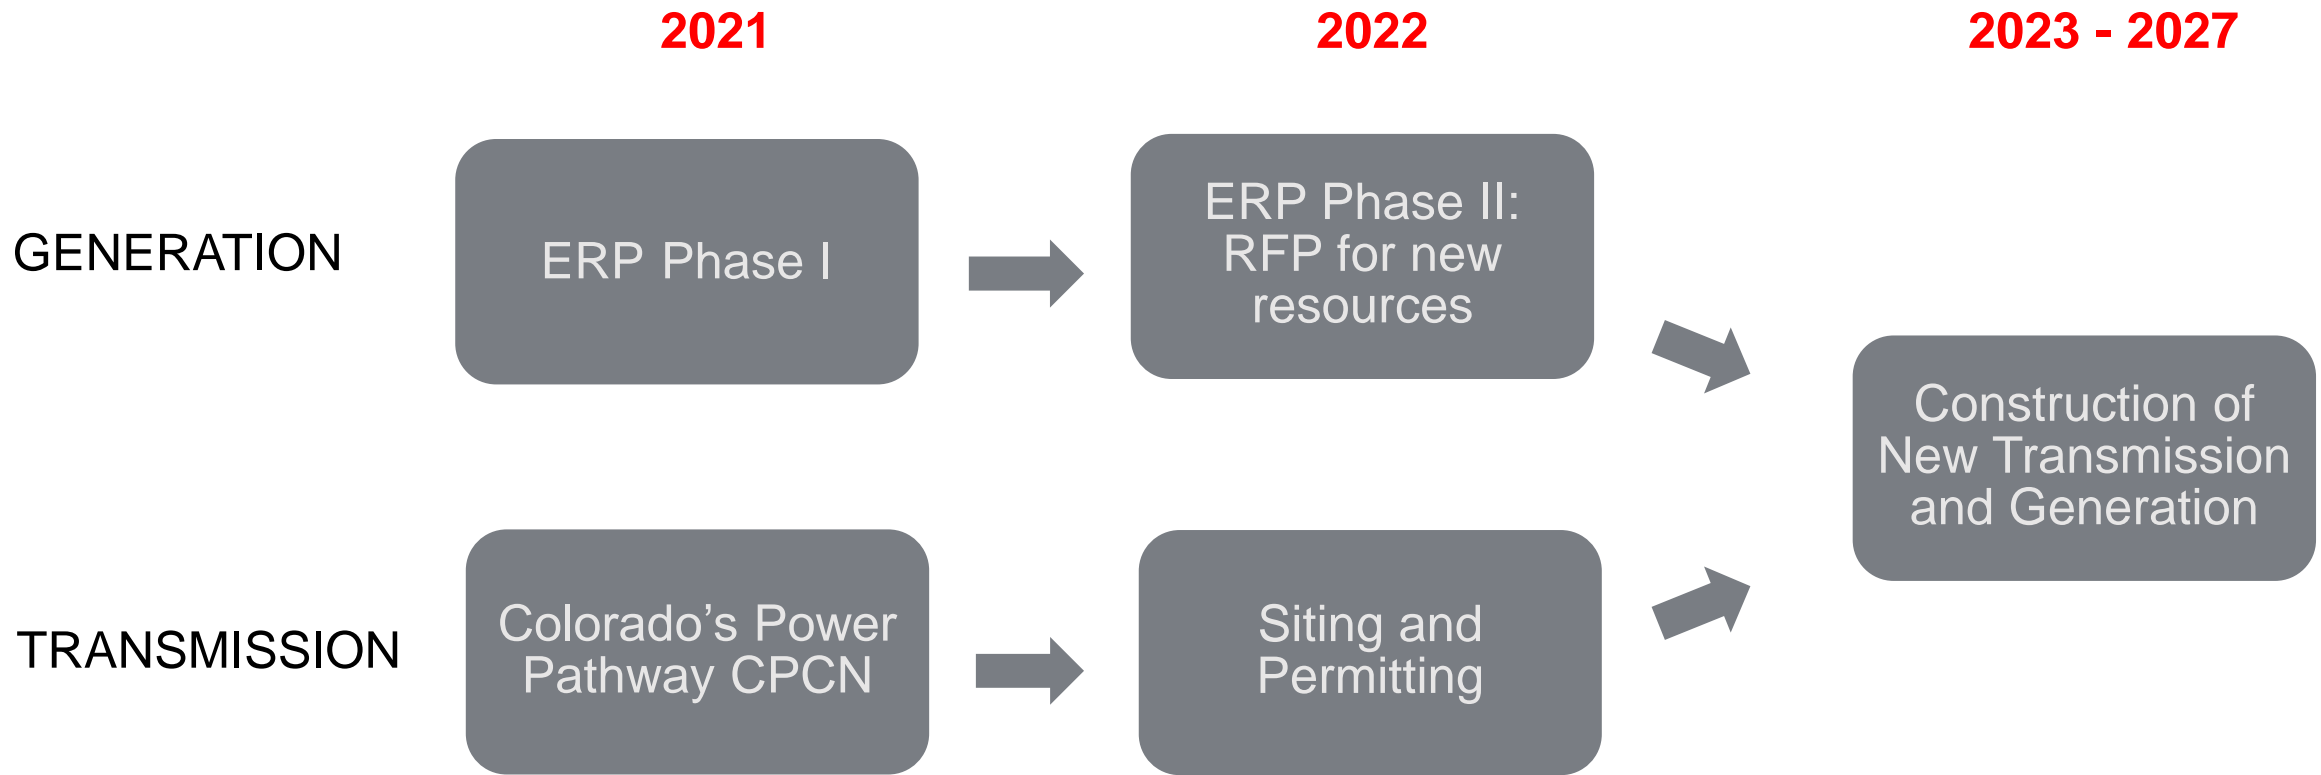 2021
2022
2023 - 2027
GENERATION
ERP Phase I
ERP Phase II:
RFP for new
resources
Construction of
New Transmission
and Generation
TRANSMISSION
Colorado’s Power
Pathway CPCN
Siting and
Permitting